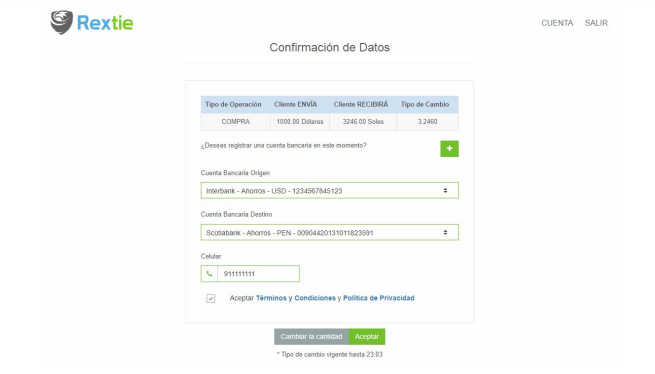 Rextie
CUENTA SALIR
Confirmación de Datos
Tipo de Operación Cliente ENVÍA Cliente RECIBIRÁ Tipo de Cambio
COMPRA 1000.00 Dólares 3246.00 Soles 3,2460
¿Deseas registrar una cuenta bancaria en este momento? +
Cuenta Bancaria Origen
Interbank - Ahorros - USD - 1234567845123
Cuenta Bancaria Destino
Scotiabank - Ahorros - PEN - 00904420131011823591
Celular
911111111
Aceptar Términos y Condiciones y Política de Privacidad
Cambiar la cantidad Aceptar
* Tipo de cambio vigente hasta 23:03